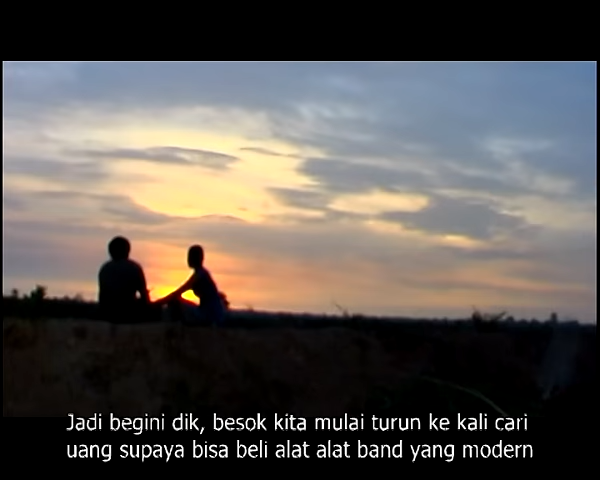 Jadi begini dik, besok kita mulai turun ke kali cari
uang supaya bisa beli alat alat band yang modern